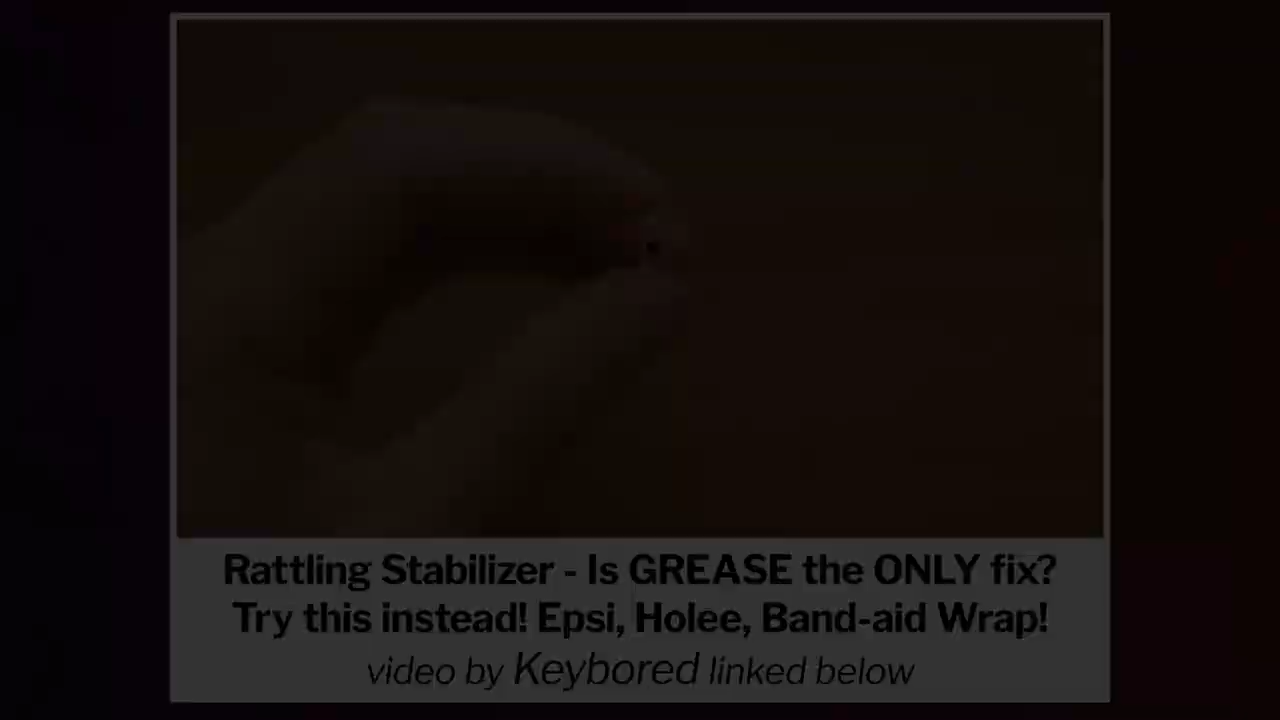 Rattling Stabilizer - Is GREASE the ONLY fix?
Try this instead! Epsi, Holee, Band-aid Wrap!
video by Keybored linked below